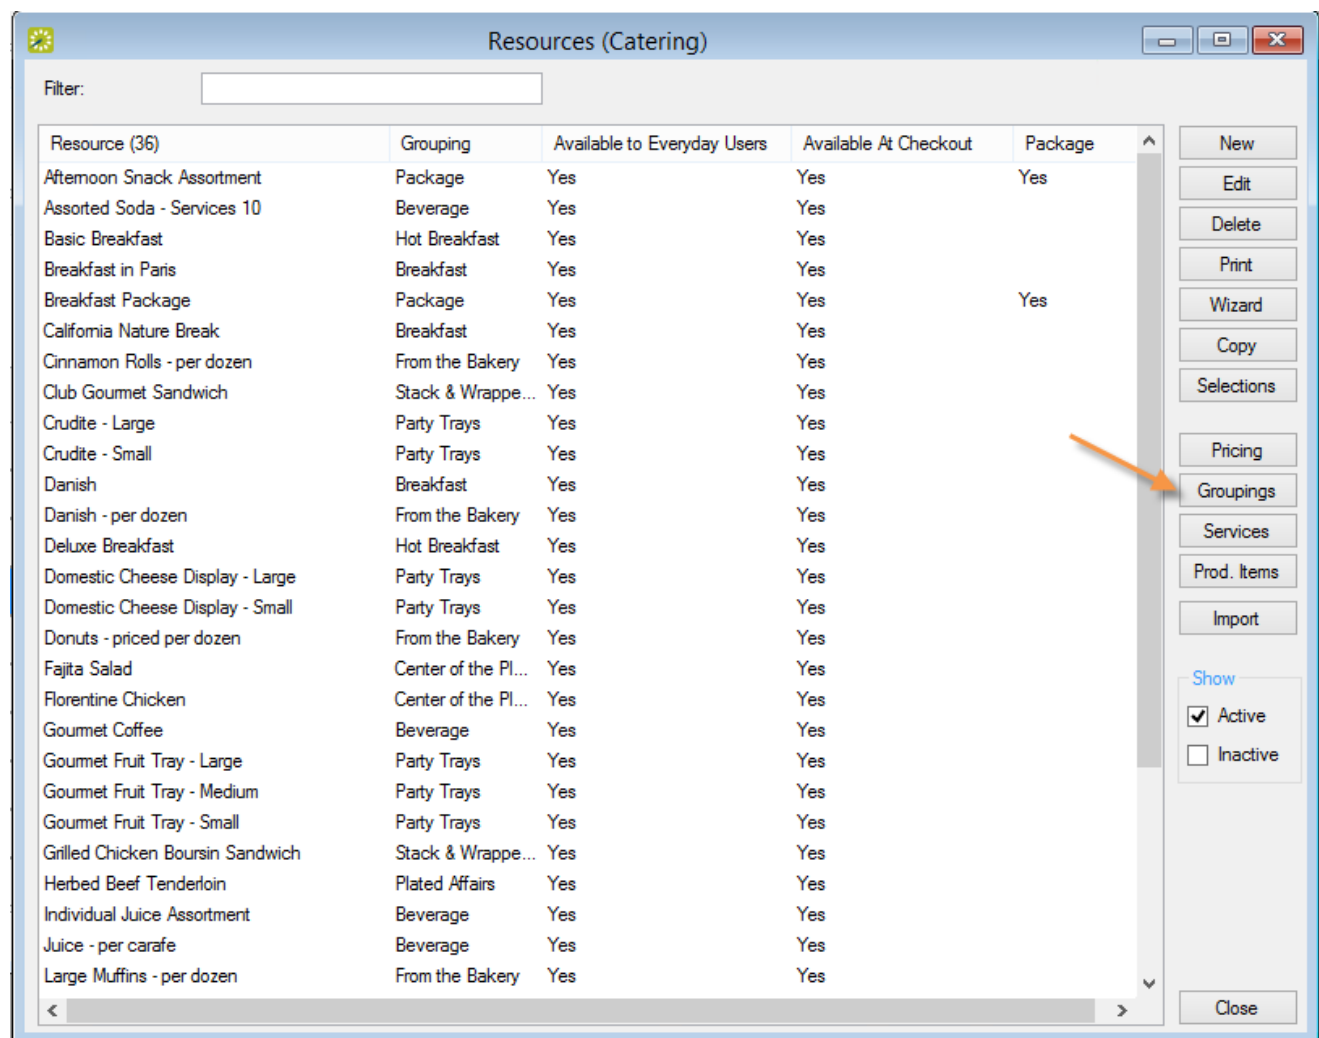 Resources (Catering)
Filter:
Resource (36) Grouping Available to Everyday Users Available At Checkout Package
Afternoon Snack Assortment Package Yes Yes Yes
Assorted Soda - Services 10 Beverage Yes Yes
Basic Breakfast Hot Breakfast Yes Yes
Breakfast in Paris Breakfast Yes Yes
Breakfast Package Package Yes Yes Yes
California Nature Break Breakfast Yes Yes
Cinnamon Rolls - per dozen From the Bakery Yes Yes
Club Gourmet Sandwich Stack & Wrappe... Yes Yes
Crudite - Large Party Trays Yes Yes
Crudite - Small Party Trays Yes Yes
Danish Breakfast Yes Yes
Danish - per dozen From the Bakery Yes Yes
Deluxe Breakfast Hot Breakfast Yes Yes
Domestic Cheese Display - Large Party Trays Yes Yes
Domestic Cheese Display - Small Party Trays Yes Yes
Donuts - priced per dozen From the Bakery Yes Yes
Fajita Salad Center of the Pl... Yes Yes
Florentine Chicken Center of the Pl... Yes Yes
Gourmet Coffee Beverage Yes Yes
Gourmet Fruit Tray - Large Party Trays Yes Yes
Gourmet Fruit Tray - Medium Party Trays Yes Yes
Gourmet Fruit Tray - Small Party Trays Yes Yes
Grilled Chicken Boursin Sandwich Stack & Wrappe... Yes Yes
Herbed Beef Tenderloin Plated Affairs Yes Yes
Individual Juice Assortment Beverage Yes Yes
Juice - per carafe Beverage Yes Yes
Large Muffins - per dozen From the Bakery Yes Yes
New
Edit
Delete
Print
Wizard
Copy
Selections
Pricing
Groupings
Services
Prod. Items
Import
Show
Active
Inactive
Close